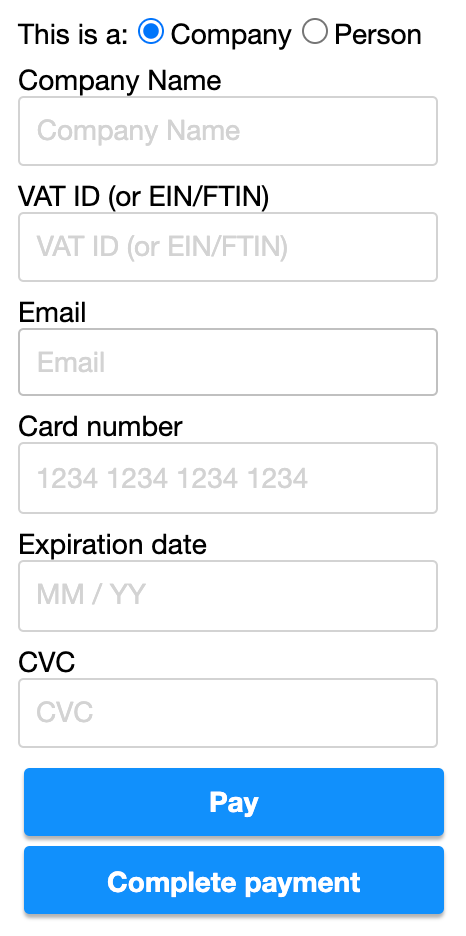 This is a: Company Person
Company Name
Company Name
VAT ID (or EIN/FTIN)
VAT ID (or EIN/FTIN)
Email
Email
Card number
1234 1234 1234 1234
Expiration date
MM / YY
CVC
CVC
Pay
Complete payment